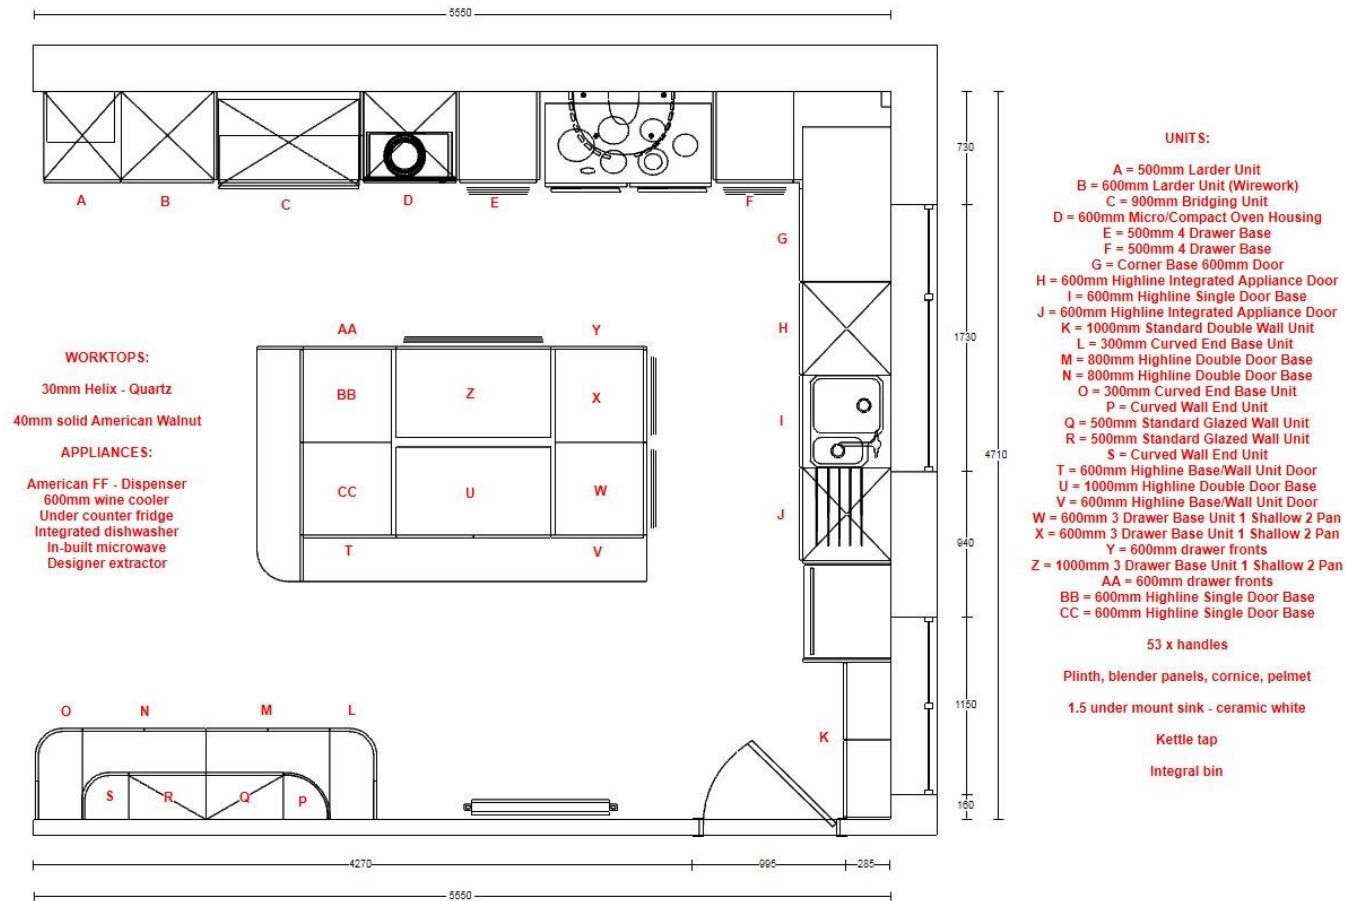 5550
A
B
C
D
E
F
730
G
H
1730
I
4710
J
940
K
1150
160
AA
Y
BB
Z
X
CC
U
W
T
V
O
N
M
L
S
R
Q
P
4270
995
285
5550
WORKTOPS:
30mm Helix - Quartz
40mm solid American Walnut
APPLIANCES:
American FF - Dispenser
600mm wine cooler
Under counter fridge
Integrated dishwasher
In-built microwave
Designer extractor
UNITS:
A = 500mm Larder Unit
B = 600mm Larder Unit (Wirework)
C = 900mm Bridging Unit
D = 600mm Micro/Compact Oven Housing
E = 500mm 4 Drawer Base
F = 500mm 4 Drawer Base
G = Corner Base 600mm Door
H = 600mm Highline Integrated Appliance Door
I = 600mm Highline Single Door Base
J = 600mm Highline Integrated Appliance Door
K = 1000mm Standard Double Wall Unit
L = 300mm Curved End Base Unit
M = 800mm Highline Double Door Base
N = 800mm Highline Double Door Base
O = 300mm Curved End Base Unit
P = Curved Wall End Unit
Q = 500mm Standard Glazed Wall Unit
R = 500mm Standard Glazed Wall Unit
S = Curved Wall End Unit
T = 600mm Highline Base/Wall Unit Door
U = 1000mm Highline Double Door Base
V = 600mm Highline Base/Wall Unit Door
W = 600mm 3 Drawer Base Unit 1 Shallow 2 Pan
X = 600mm 3 Drawer Base Unit 1 Shallow 2 Pan
Y = 600mm drawer fronts
Z = 1000mm 3 Drawer Base Unit 1 Shallow 2 Pan
AA = 600mm drawer fronts
BB = 600mm Highline Single Door Base
CC = 600mm Highline Single Door Base
53 x handles
Plinth, blender panels, cornice, pelmet
1.5 under mount sink - ceramic white
Kettle tap
Integral bin